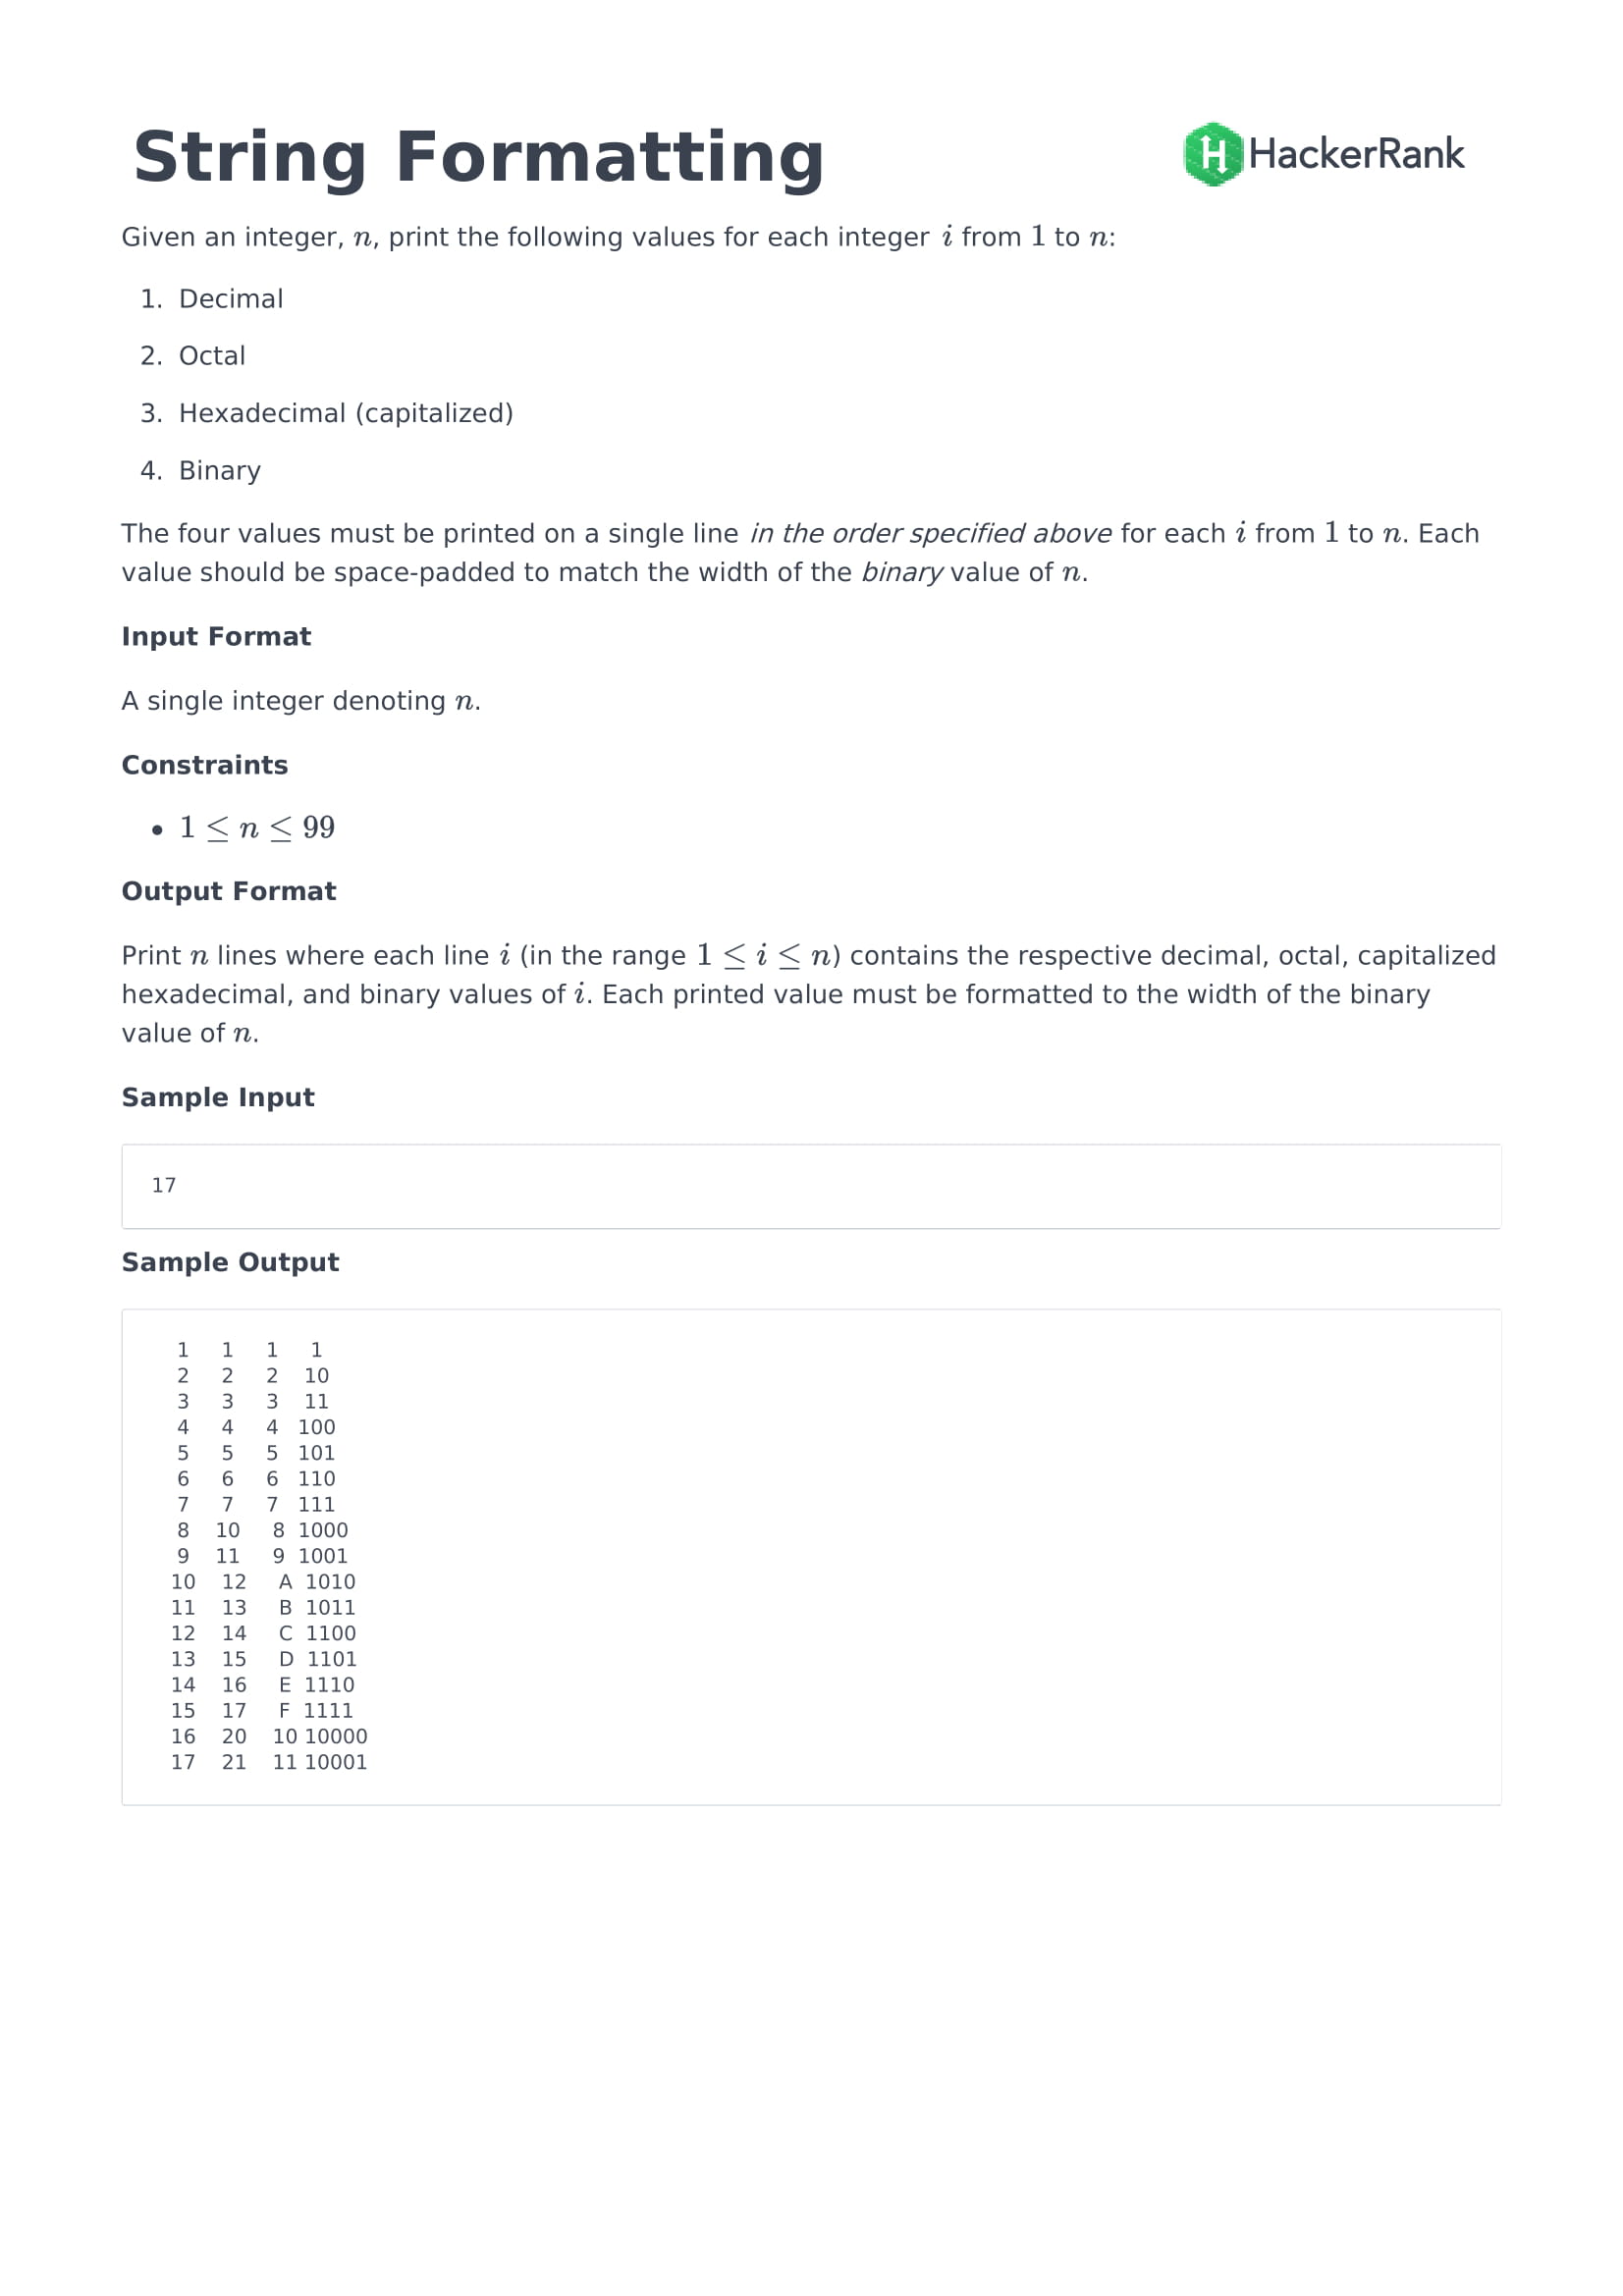 String Formatting
HackerRank
Given an integer, n, print the following values for each integer i from 1 to n:
1. Decimal
2. Octal
3. Hexadecimal (capitalized)
4. Binary
The four values must be printed on a single line in the order specified above for each i from 1 to n. Each
value should be space-padded to match the width of the binary value of n.
Input Format
A single integer denoting n.
Constraints
• 1 ≤ n ≤ 99
Output Format
Print n lines where each line i (in the range 1 ≤ i ≤ n) contains the respective decimal, octal, capitalized
hexadecimal, and binary values of i. Each printed value must be formatted to the width of the binary
value of n.
Sample Input
17
Sample Output
1 1 1 1
2 2 2 10
3 3 3 11
4 4 4 100
5 5 5 101
6 6 6 110
7 7 7 111
8 10 8 1000
9 11 9 1001
10 12 A 1010
11 13 B 1011
12 14 C 1100
13 15 D 1101
14 16 E 1110
15 17 F 1111
16 20 10 10000
17 21 11 10001